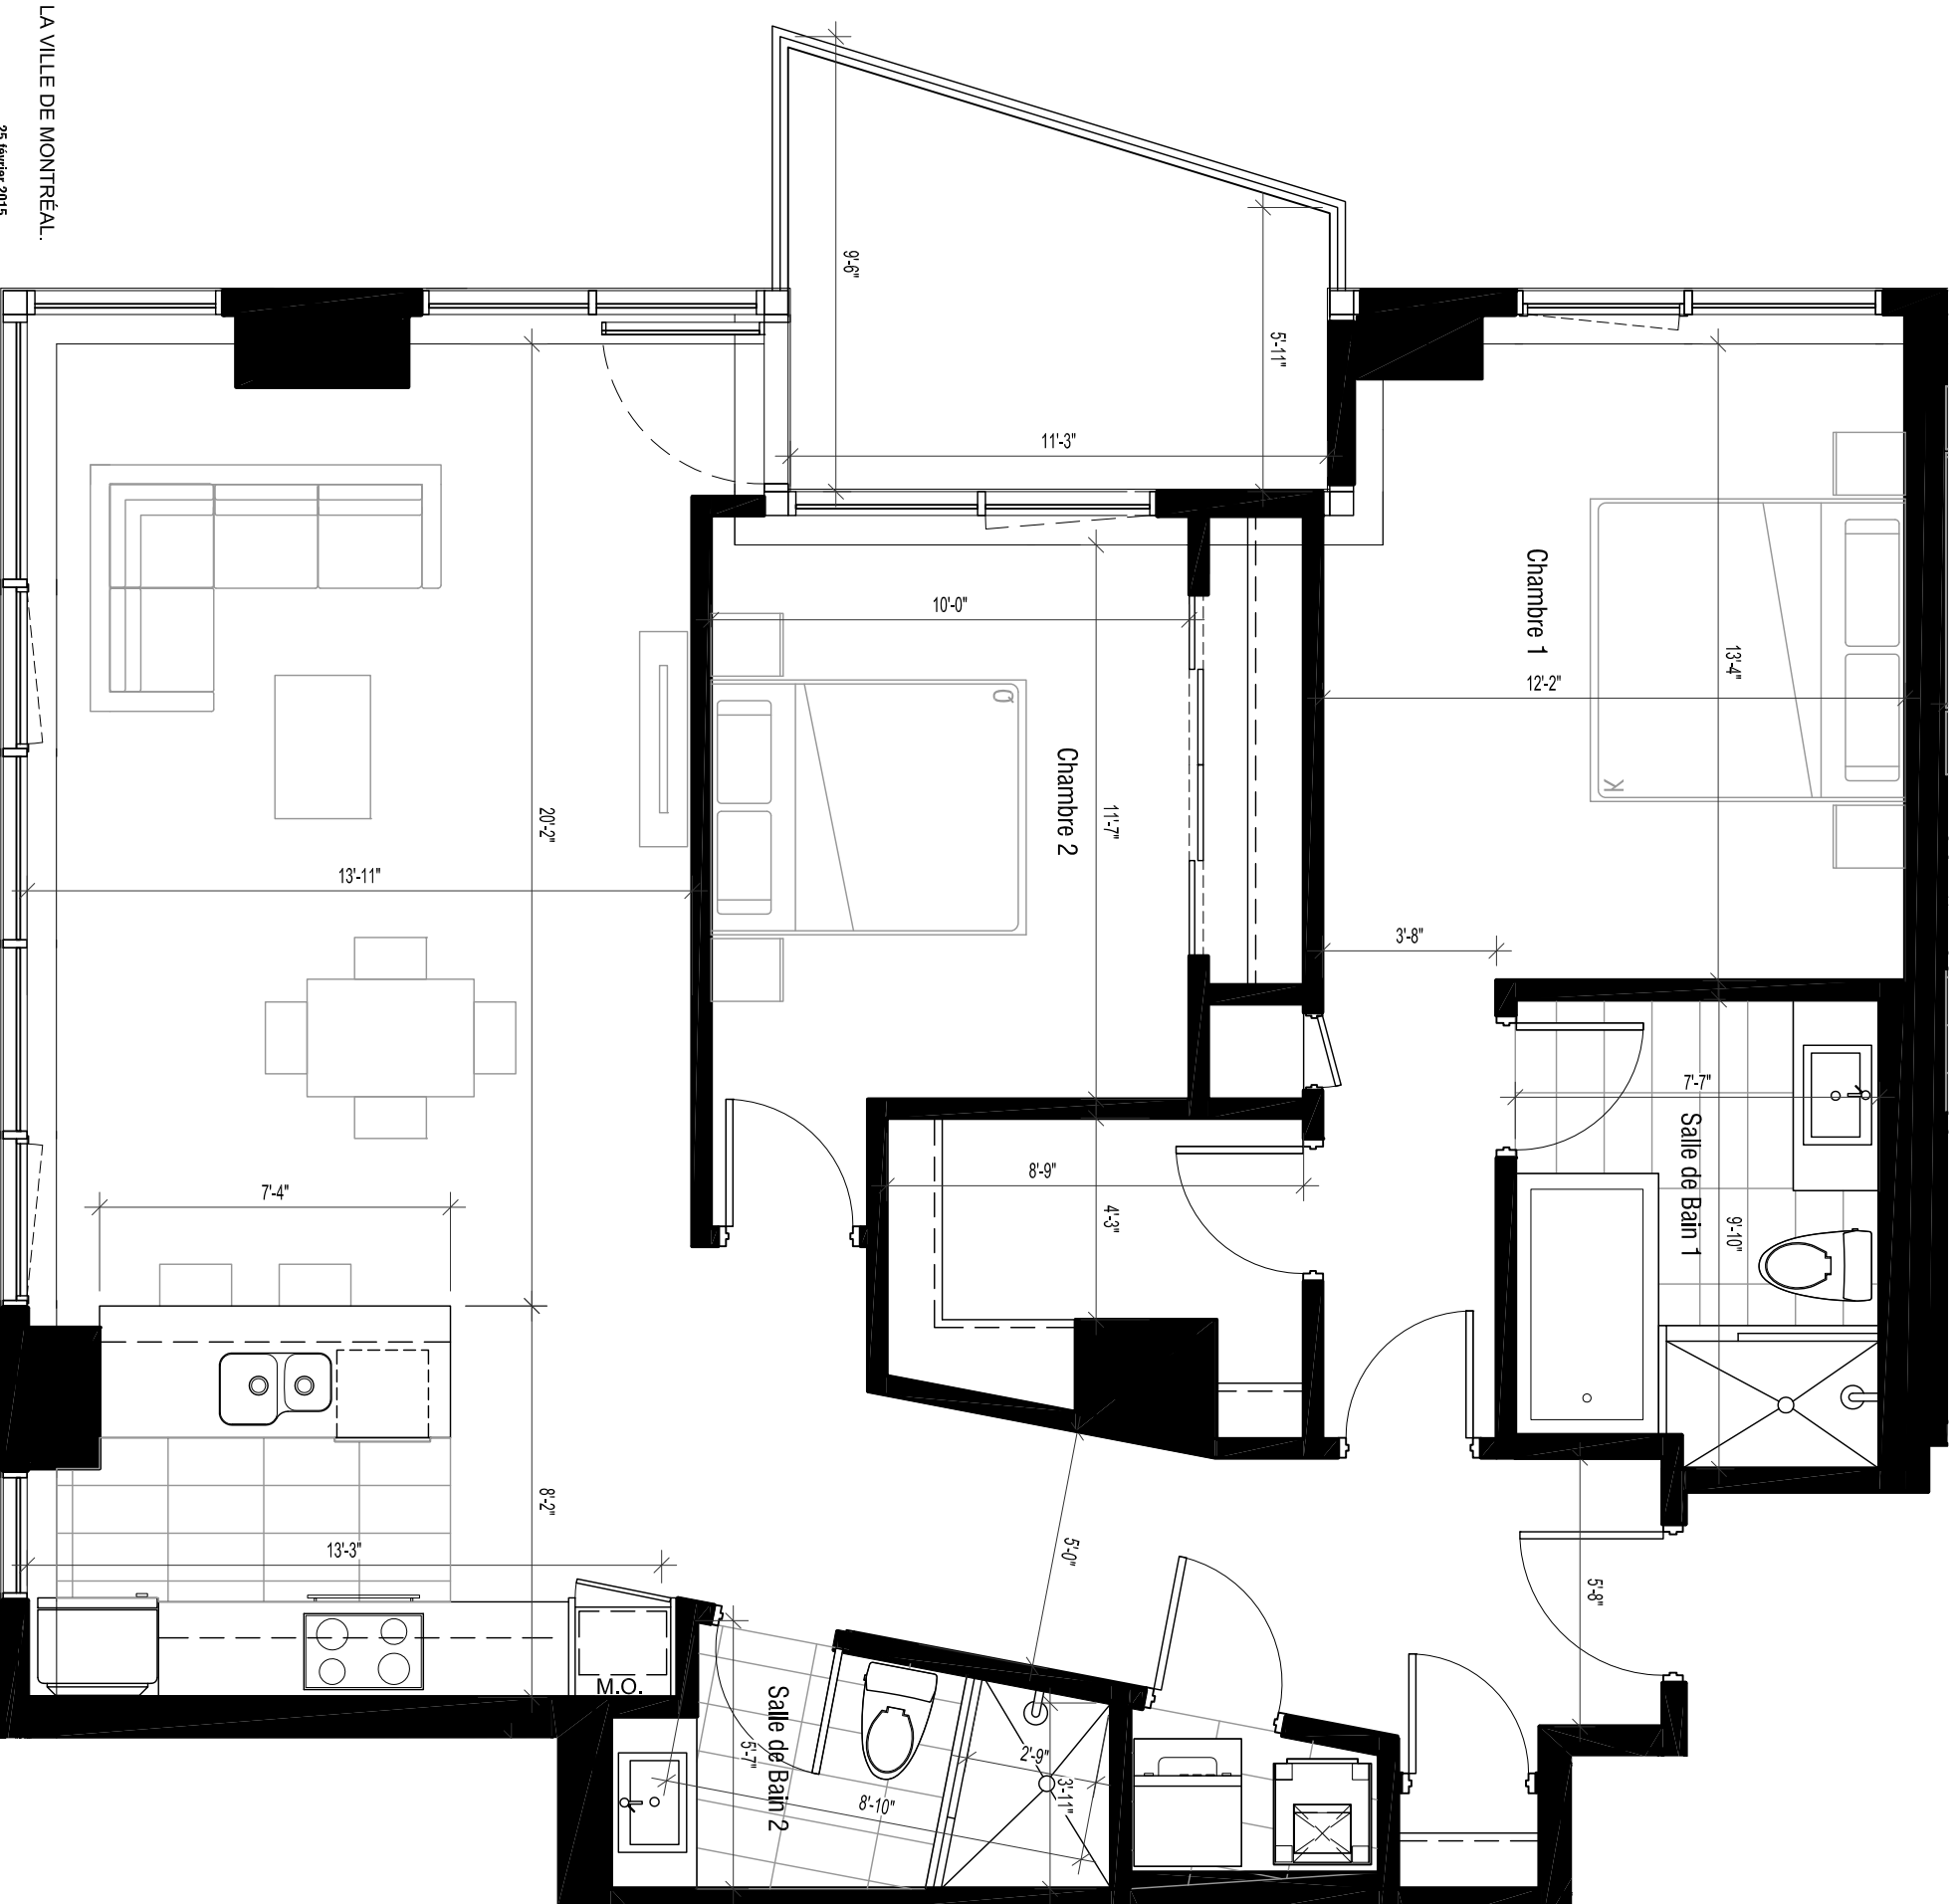 LA VILLE DE MONTRÉAL.
25 février 2015
9'-6"
5'-11"
11'-3"
Chambre 1
13'-4"
12'-2"
K
10'-0"
Q
Chambre 2
11'-7"
20'-2"
13'-11"
3'-8"
7'-7"
Salle de Bain 1
9'-10"
8'-9"
4'-3"
7'-4"
8'-2"
13'-3"
5'-0"
5'-8"
M.O.
Salle de Bain 2
5'-7"
8'-10"
2'-9"
3'-11"